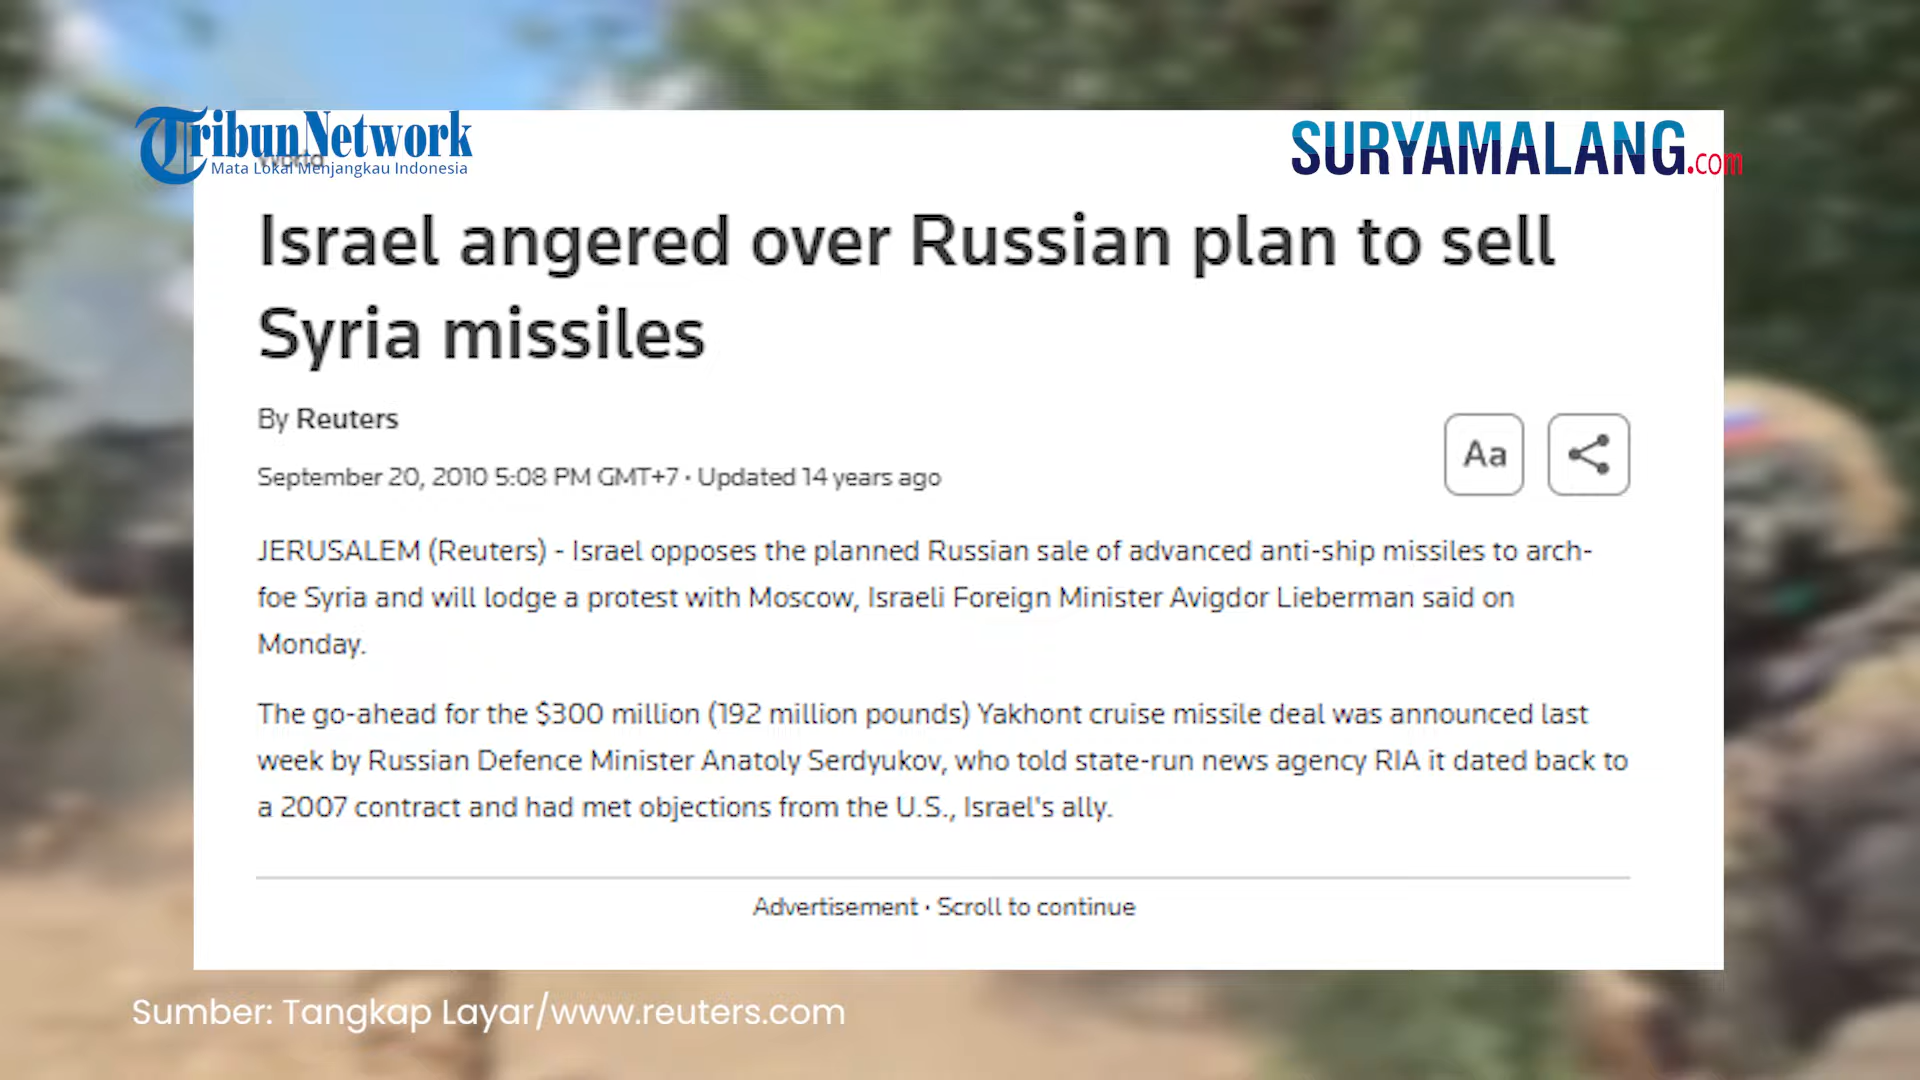 TribunNetwork
Mata Lokal Menjangkau Indonesia
SURYAMALANG.com
World
Israel angered over Russian plan to sell
Syria missiles
By Reuters
September 20, 2010 5:08 PM GMT+7 · Updated 14 years ago
Aa
JERUSALEM (Reuters) - Israel opposes the planned Russian sale of advanced anti-ship missiles to arch-
foe Syria and will lodge a protest with Moscow, Israeli Foreign Minister Avigdor Lieberman said on
Monday.
The go-ahead for the $300 million (192 million pounds) Yakhont cruise missile deal was announced last
week by Russian Defence Minister Anatoly Serdyukov, who told state-run news agency RIA it dated back to
a 2007 contract and had met objections from the U.S., Israel's ally.
Advertisement · Scroll to continue
Sumber: Tangkap Layar/www.reuters.com